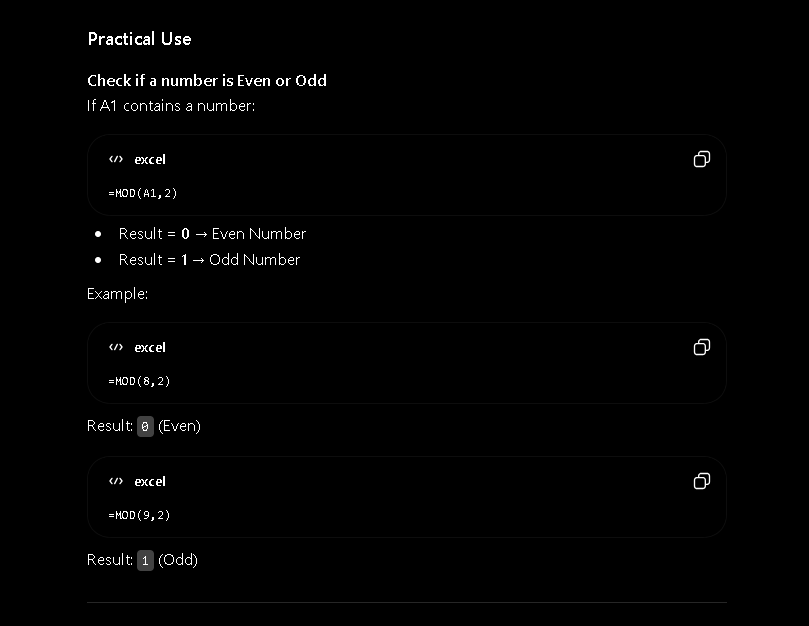 Practical Use
Check if a number is Even or Odd
If A1 contains a number:
excel
=MOD(A1,2)
Result = 0 → Even Number
Result = 1 → Odd Number
Example:
excel
=MOD(8,2)
Result: 0 (Even)
excel
=MOD(9,2)
Result: 1 (Odd)